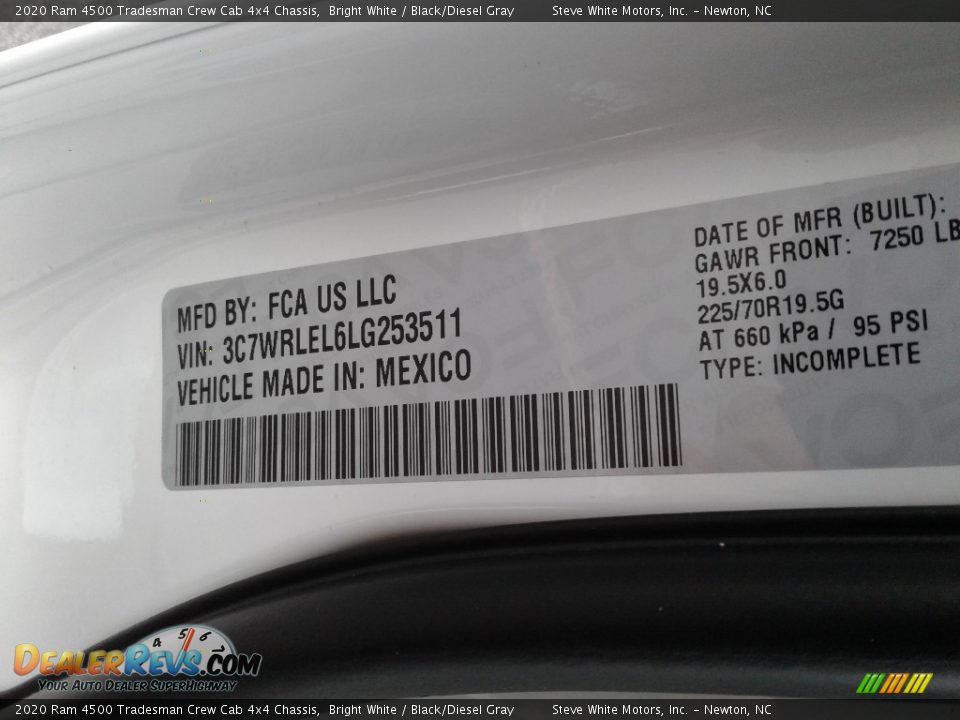 2020 Ram 4500 Tradesman Crew Cab 4x4 Chassis, Bright White / Black/Diesel Gray Steve White Motors, Inc. – Newton, NC
MFD BY: FCA US LLC
VIN: 3C7WRLEL6LG253511
VEHICLE MADE IN: MEXICO
DATE OF MFR (BUILT):
GAWR FRONT: 7250 LB
19.5X6.0
225/70R19.5G
AT 660 kPa / 95 PSI
TYPE: INCOMPLETE
4 5 6
DealerRevs.com
Your Auto Dealer SuperHighway
2020 Ram 4500 Tradesman Crew Cab 4x4 Chassis, Bright White / Black/Diesel Gray Steve White Motors, Inc. – Newton, NC